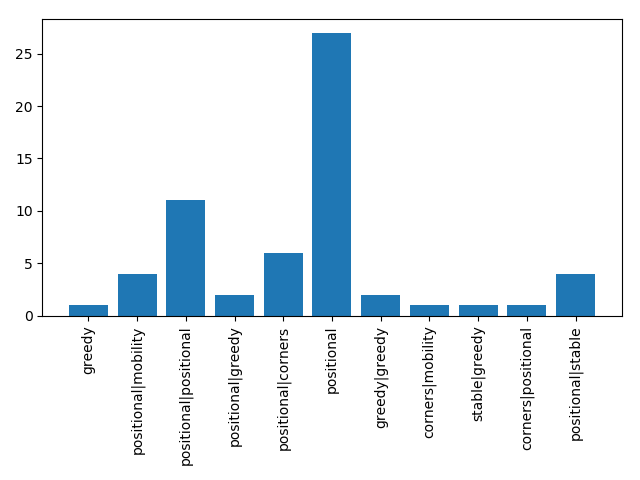 25
20
15
10
5
0
greedy
positional|mobility
positional|positional
positional|greedy
positional|corners
positional
greedy|greedy
corners|mobility
stable|greedy
corners|positional
positional|stable